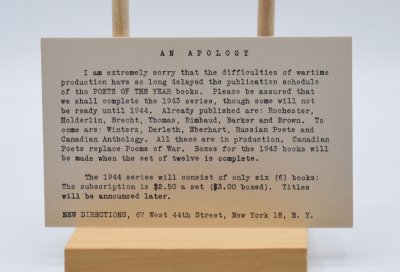 AN APOLOGY
I am extremely sorry that the difficulties of wartime
production have so long delayed the publication schedule
of the POETS OF THE YEAR books. Please be assured that
we shall complete the 1943 series, though some will not
be ready until 1944. Already published are: Rochester,
Holderlin, Brecht, Thomas, Rimbaud, Barker and Brown. To
come are: Winters, Derleth, Eberhart, Russian Poets and
Canadian Anthology. All these are in production. Canadian
Poets replace Poems of War. Boxes for the 1943 books will
be made when the set of twelve is complete.
The 1944 series will consist of only six (6) books:
The subscription is $2.50 a set ($3.00 boxed). Titles
will be announced later.
NEW DIRECTIONS, 67 West 44th Street, New York 18, N. Y.